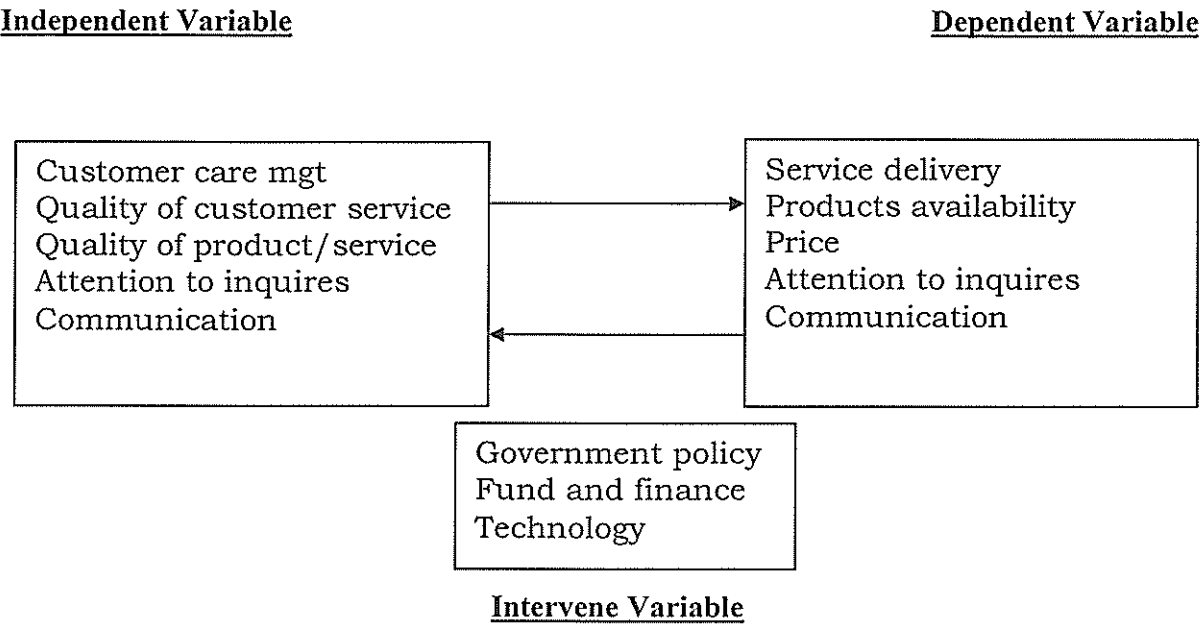 Independent Variable
Dependent Variable
Customer care mgt
Quality of customer service
Quality of product/service
Attention to inquires
Communication
Service delivery
Products availability
Price
Attention to inquires
Communication
Government policy
Fund and finance
Technology
Intervene Variable